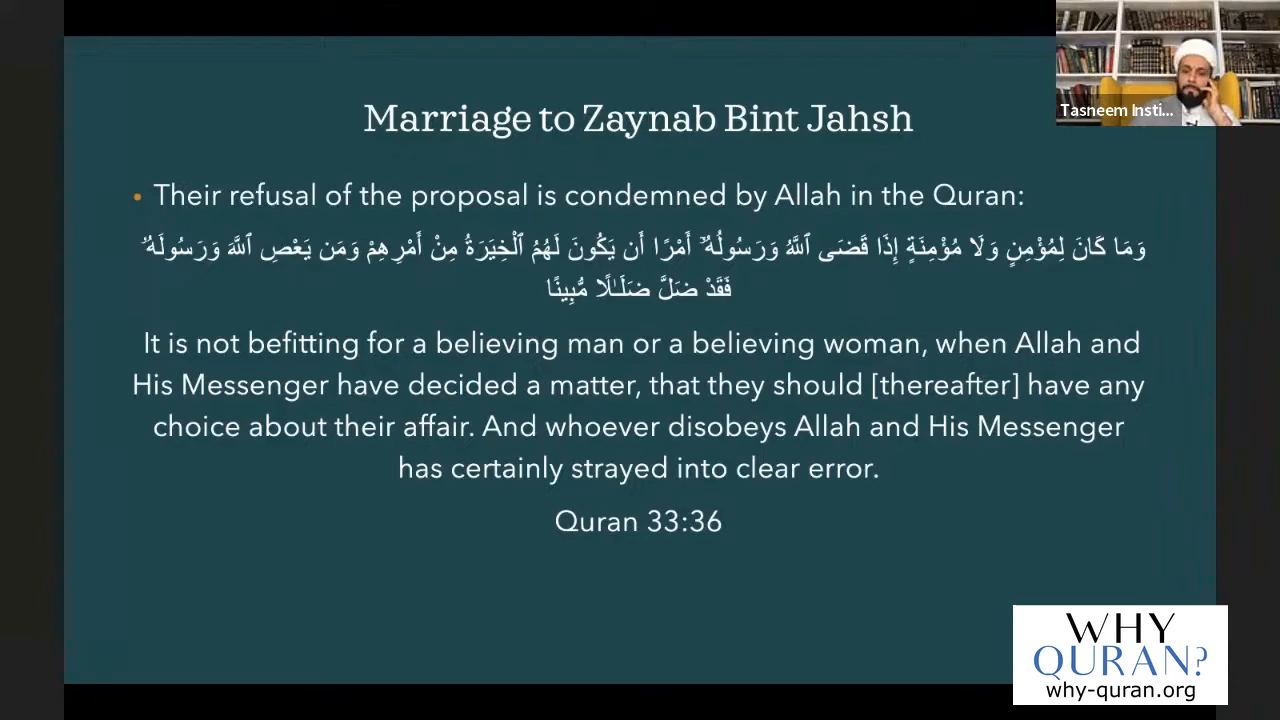 Tasneem Insti...
Marriage to Zaynab Bint Jahsh
• Their refusal of the proposal is condemned by Allah in the Quran:
وَمَا كَانَ لِمُؤْمِنٍ وَلَا مُؤْمِنَةٍ إِذَا قَضَى ٱللَّهُ وَرَسُولُهُۥٓ أَمْرًا أَن يَكُونَ لَهُمُ ٱلْخِيَرَةُ مِنْ أَمْرِهِمْ وَمَن يَعْصِ ٱللَّهَ وَرَسُولَهُۥ
فَقَدْ ضَلَّ ضَلَـٰلًا مُّبِينًا
It is not befitting for a believing man or a believing woman, when Allah and
His Messenger have decided a matter, that they should [thereafter] have any
choice about their affair. And whoever disobeys Allah and His Messenger
has certainly strayed into clear error.
Quran 33:36
WHY
QURAN?
why-quran.org